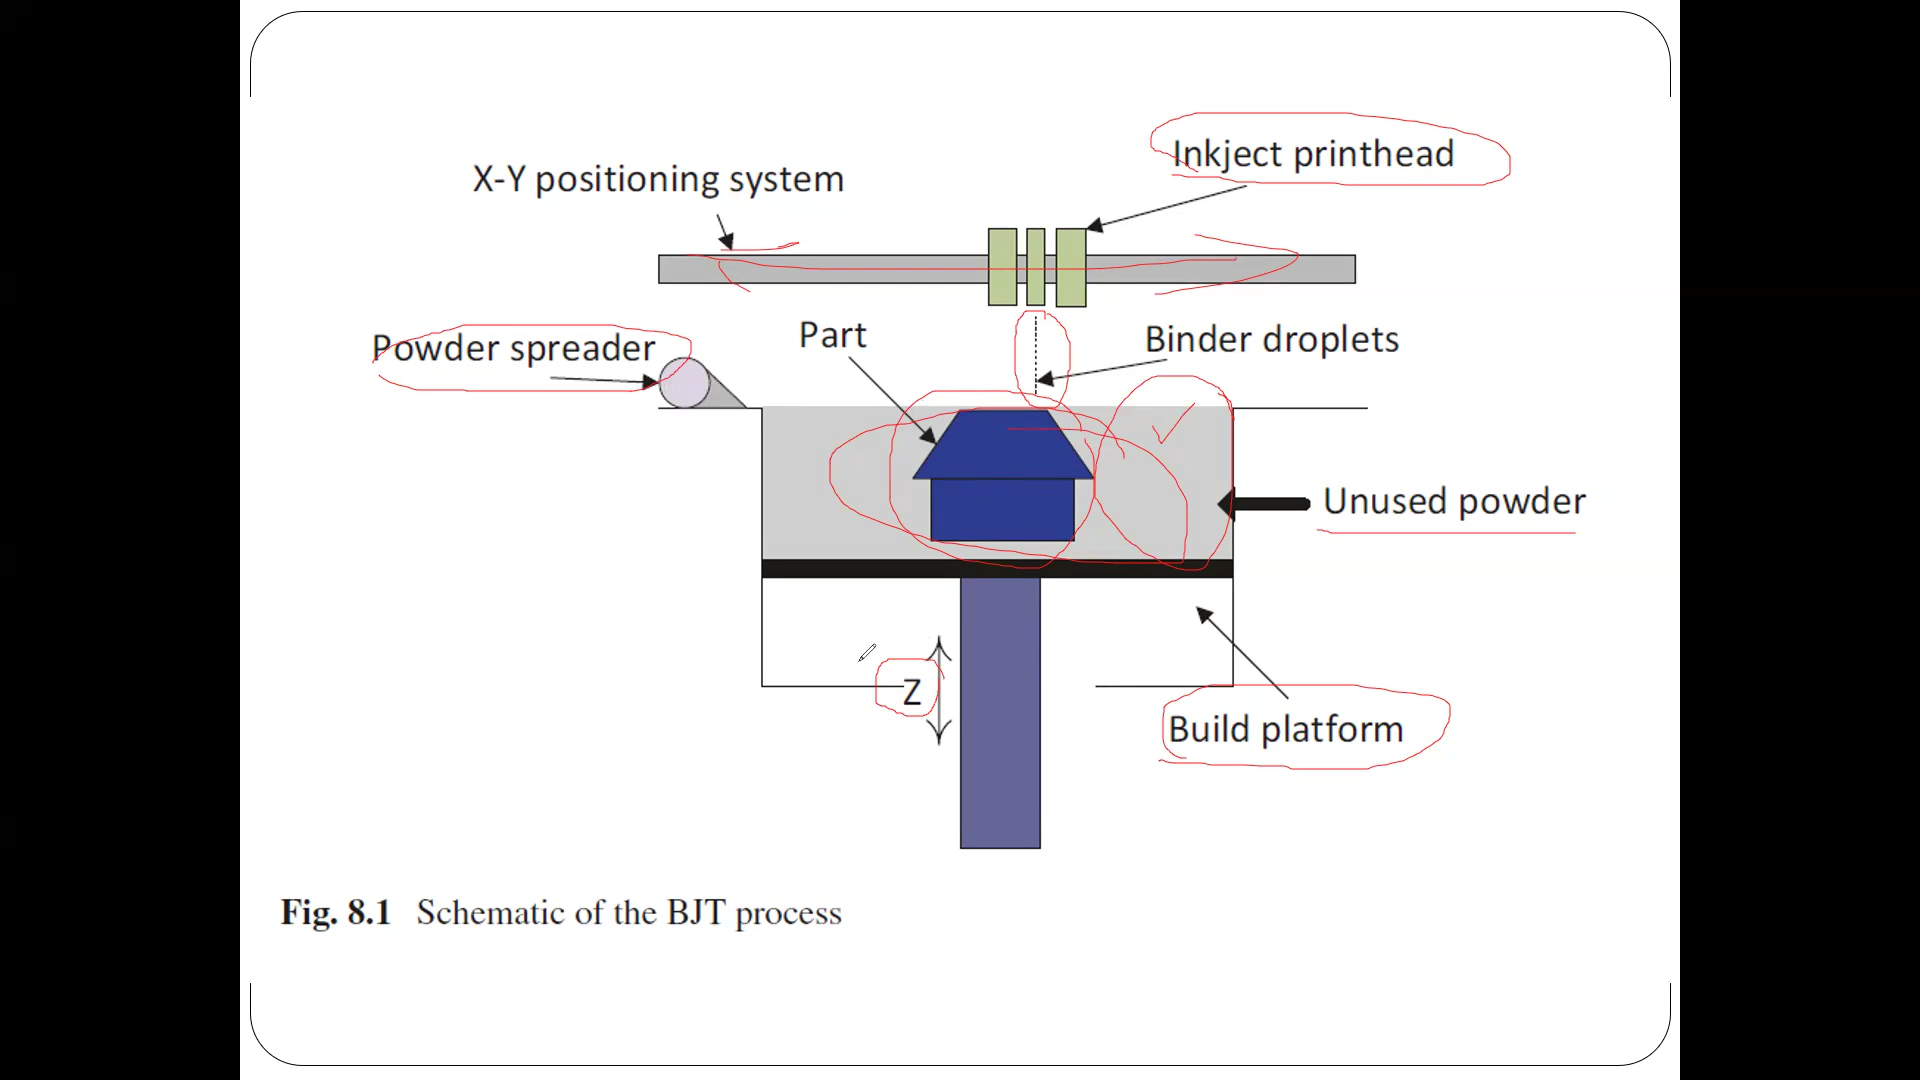 Inkject printhead
X-Y positioning system
Powder spreader
Part
Binder droplets
Unused powder
Z
Build platform
Fig. 8.1 Schematic of the BJT process